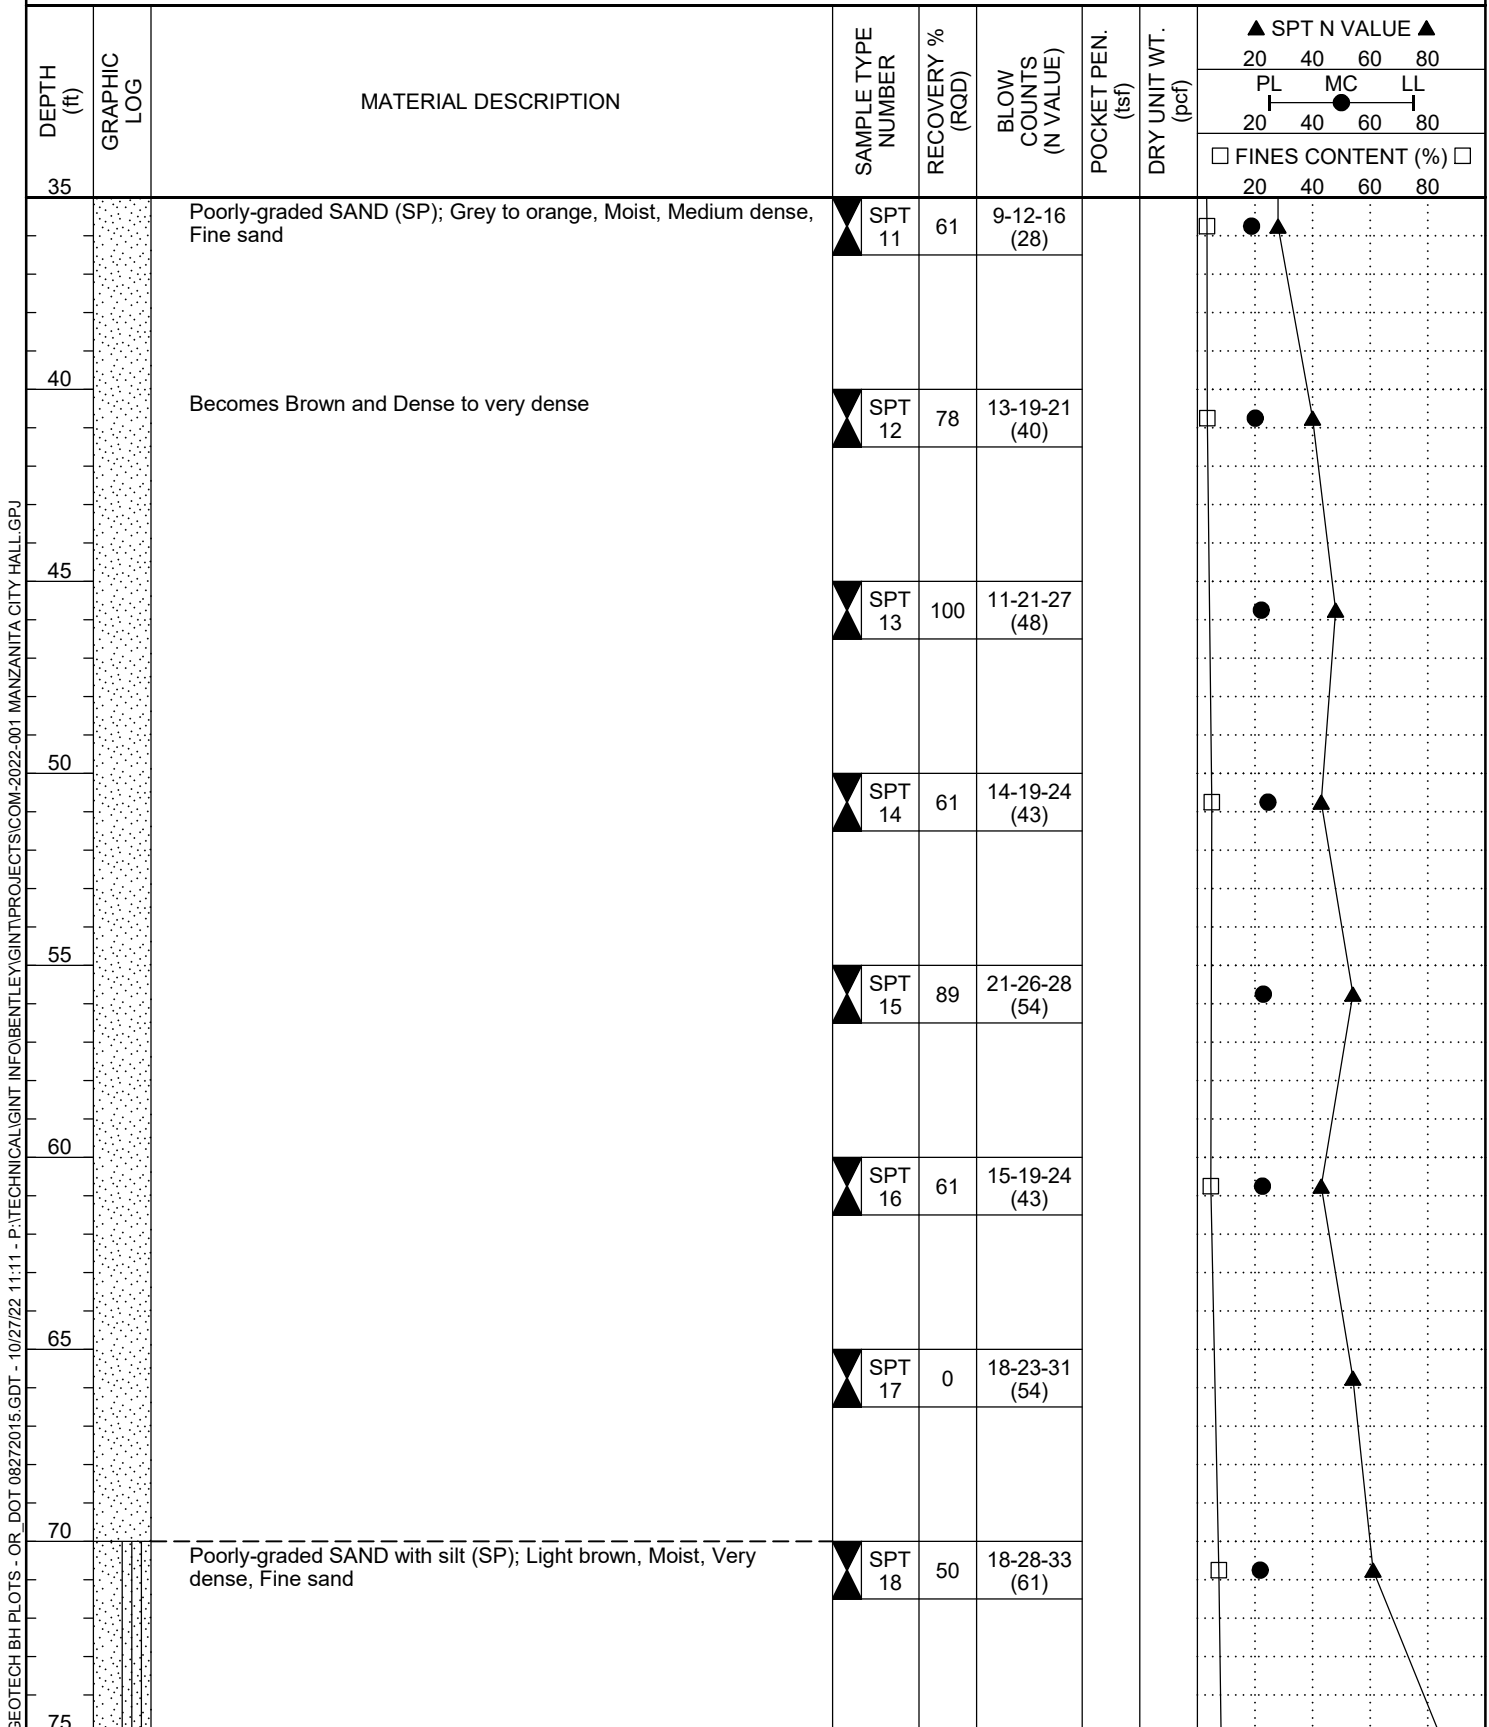 DEPTH
(ft)
GRAPHIC
LOG
MATERIAL DESCRIPTION
SAMPLE TYPE
NUMBER
RECOVERY %
(RQD)
BLOW
COUNTS
(N VALUE)
POCKET PEN.
(tsf)
DRY UNIT WT.
(pcf)
▲ SPT N VALUE ▲
20 40 60 80
PL MC LL
20 40 60 80
□ FINES CONTENT (%) □
20 40 60 80
35
Poorly-graded SAND (SP); Grey to orange, Moist, Medium dense,
Fine sand
SPT
11
61
9-12-16
(28)
40
Becomes Brown and Dense to very dense
SPT
12
78
13-19-21
(40)
45
SPT
13
100
11-21-27
(48)
50
SPT
14
61
14-19-24
(43)
55
SPT
15
89
21-26-28
(54)
60
SPT
16
61
15-19-24
(43)
65
SPT
17
0
18-23-31
(54)
70
Poorly-graded SAND with silt (SP); Light brown, Moist, Very
dense, Fine sand
SPT
18
50
18-28-33
(61)
75
GEOTECH BH PLOTS - OR_DOT 08272015.GDT - 10/27/22 11:11 - P:\TECHNICAL\GINT INFO\BENTLEY\GINT\PROJECTS\COM-2022-001 MANZANITA CITY HALL.GPJ